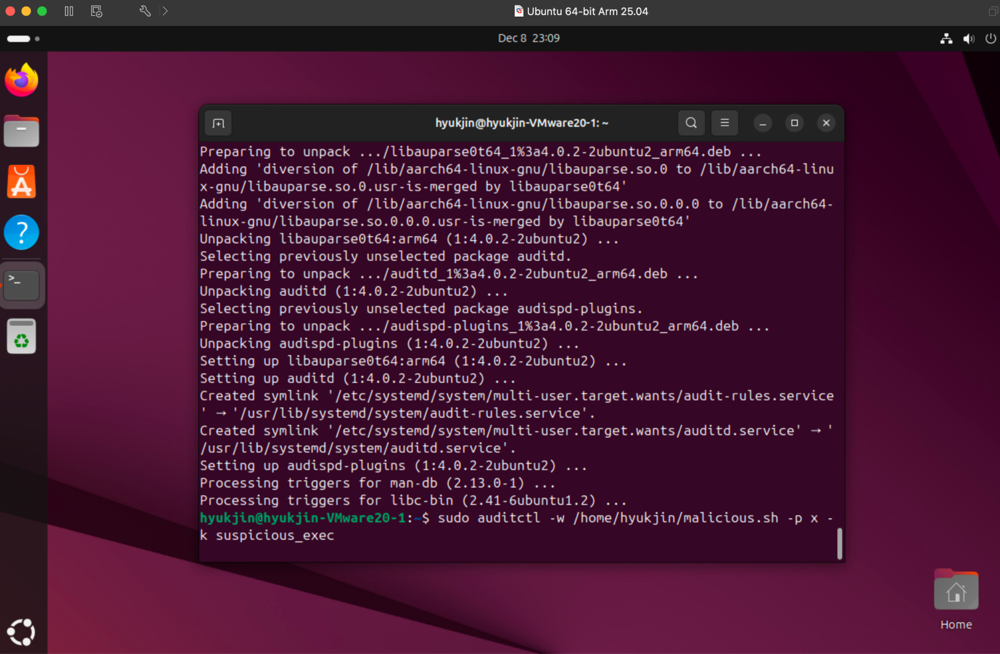 Ubuntu 64-bit Arm 25.04
Dec 8 23:09
hyukjin@hyukjin-VMware20-1: ~
Preparing to unpack .../libauparse0t64_1%3a4.0.2-2ubuntu2_arm64.deb ...
Adding 'diversion of /lib/aarch64-linux-gnu/libauparse.so.0 to /lib/aarch64-linu
x-gnu/libauparse.so.0.usr-is-merged by libauparse0t64'
Adding 'diversion of /lib/aarch64-linux-gnu/libauparse.so.0.0.0 to /lib/aarch64-
linux-gnu/libauparse.so.0.0.0.usr-is-merged by libauparse0t64'
Unpacking libauparse0t64:arm64 (1:4.0.2-2ubuntu2) ...
Selecting previously unselected package auditd.
Preparing to unpack .../auditd_1%3a4.0.2-2ubuntu2_arm64.deb ...
Unpacking auditd (1:4.0.2-2ubuntu2) ...
Selecting previously unselected package audispd-plugins.
Preparing to unpack .../audispd-plugins_1%3a4.0.2-2ubuntu2_arm64.deb ...
Unpacking audispd-plugins (1:4.0.2-2ubuntu2) ...
Setting up libauparse0t64:arm64 (1:4.0.2-2ubuntu2) ...
Setting up auditd (1:4.0.2-2ubuntu2) ...
Created symlink '/etc/systemd/system/multi-user.target.wants/audit-rules.service
' → '/usr/lib/systemd/system/audit-rules.service'.
Created symlink '/etc/systemd/system/multi-user.target.wants/auditd.service' → '
/usr/lib/systemd/system/auditd.service'.
Setting up audispd-plugins (1:4.0.2-2ubuntu2) ...
Processing triggers for man-db (2.13.0-1) ...
Processing triggers for libc-bin (2.41-6ubuntu1.2) ...
hyukjin@hyukjin-VMware20-1:~$ sudo auditctl -w /home/hyukjin/malicious.sh -p x -
k suspicious_exec
Home